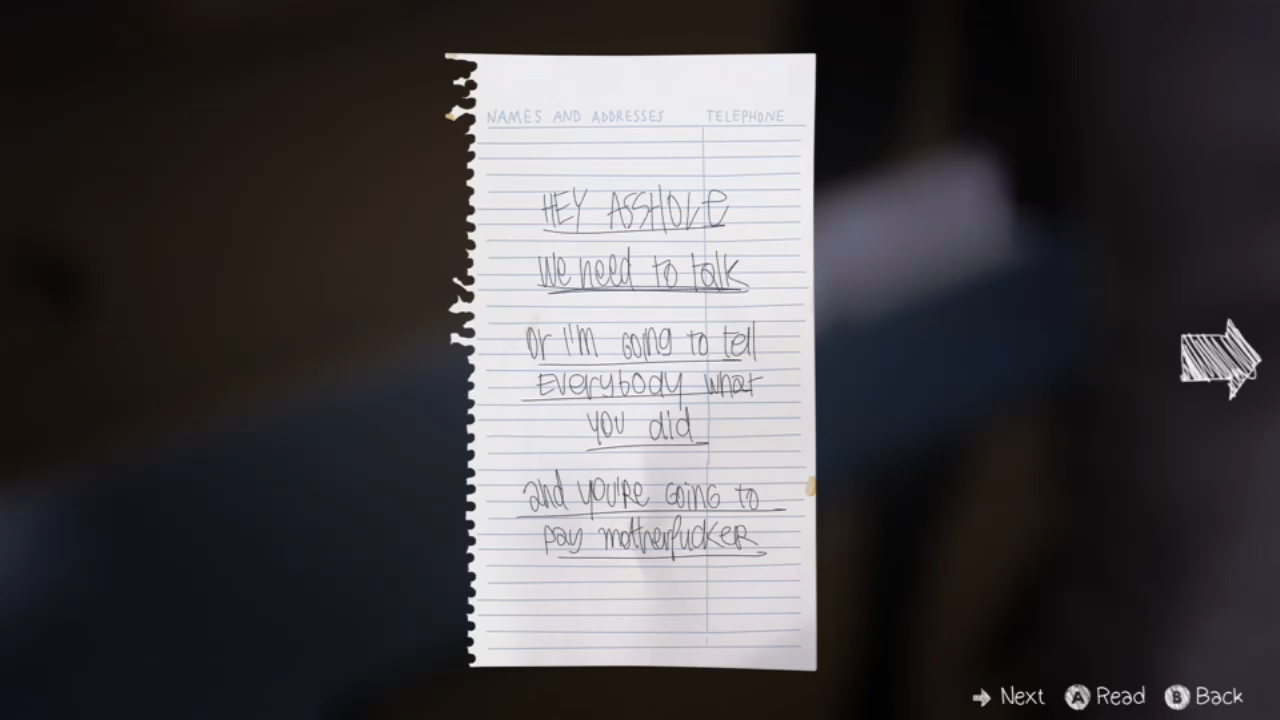 NAMES AND ADDRESSES TELEPHONE
HEY ASSHOLE
We need to talk
Or I'm going to tell
Everybody what
you did
and you're going to
pay motherfucker
Next A Read B Back